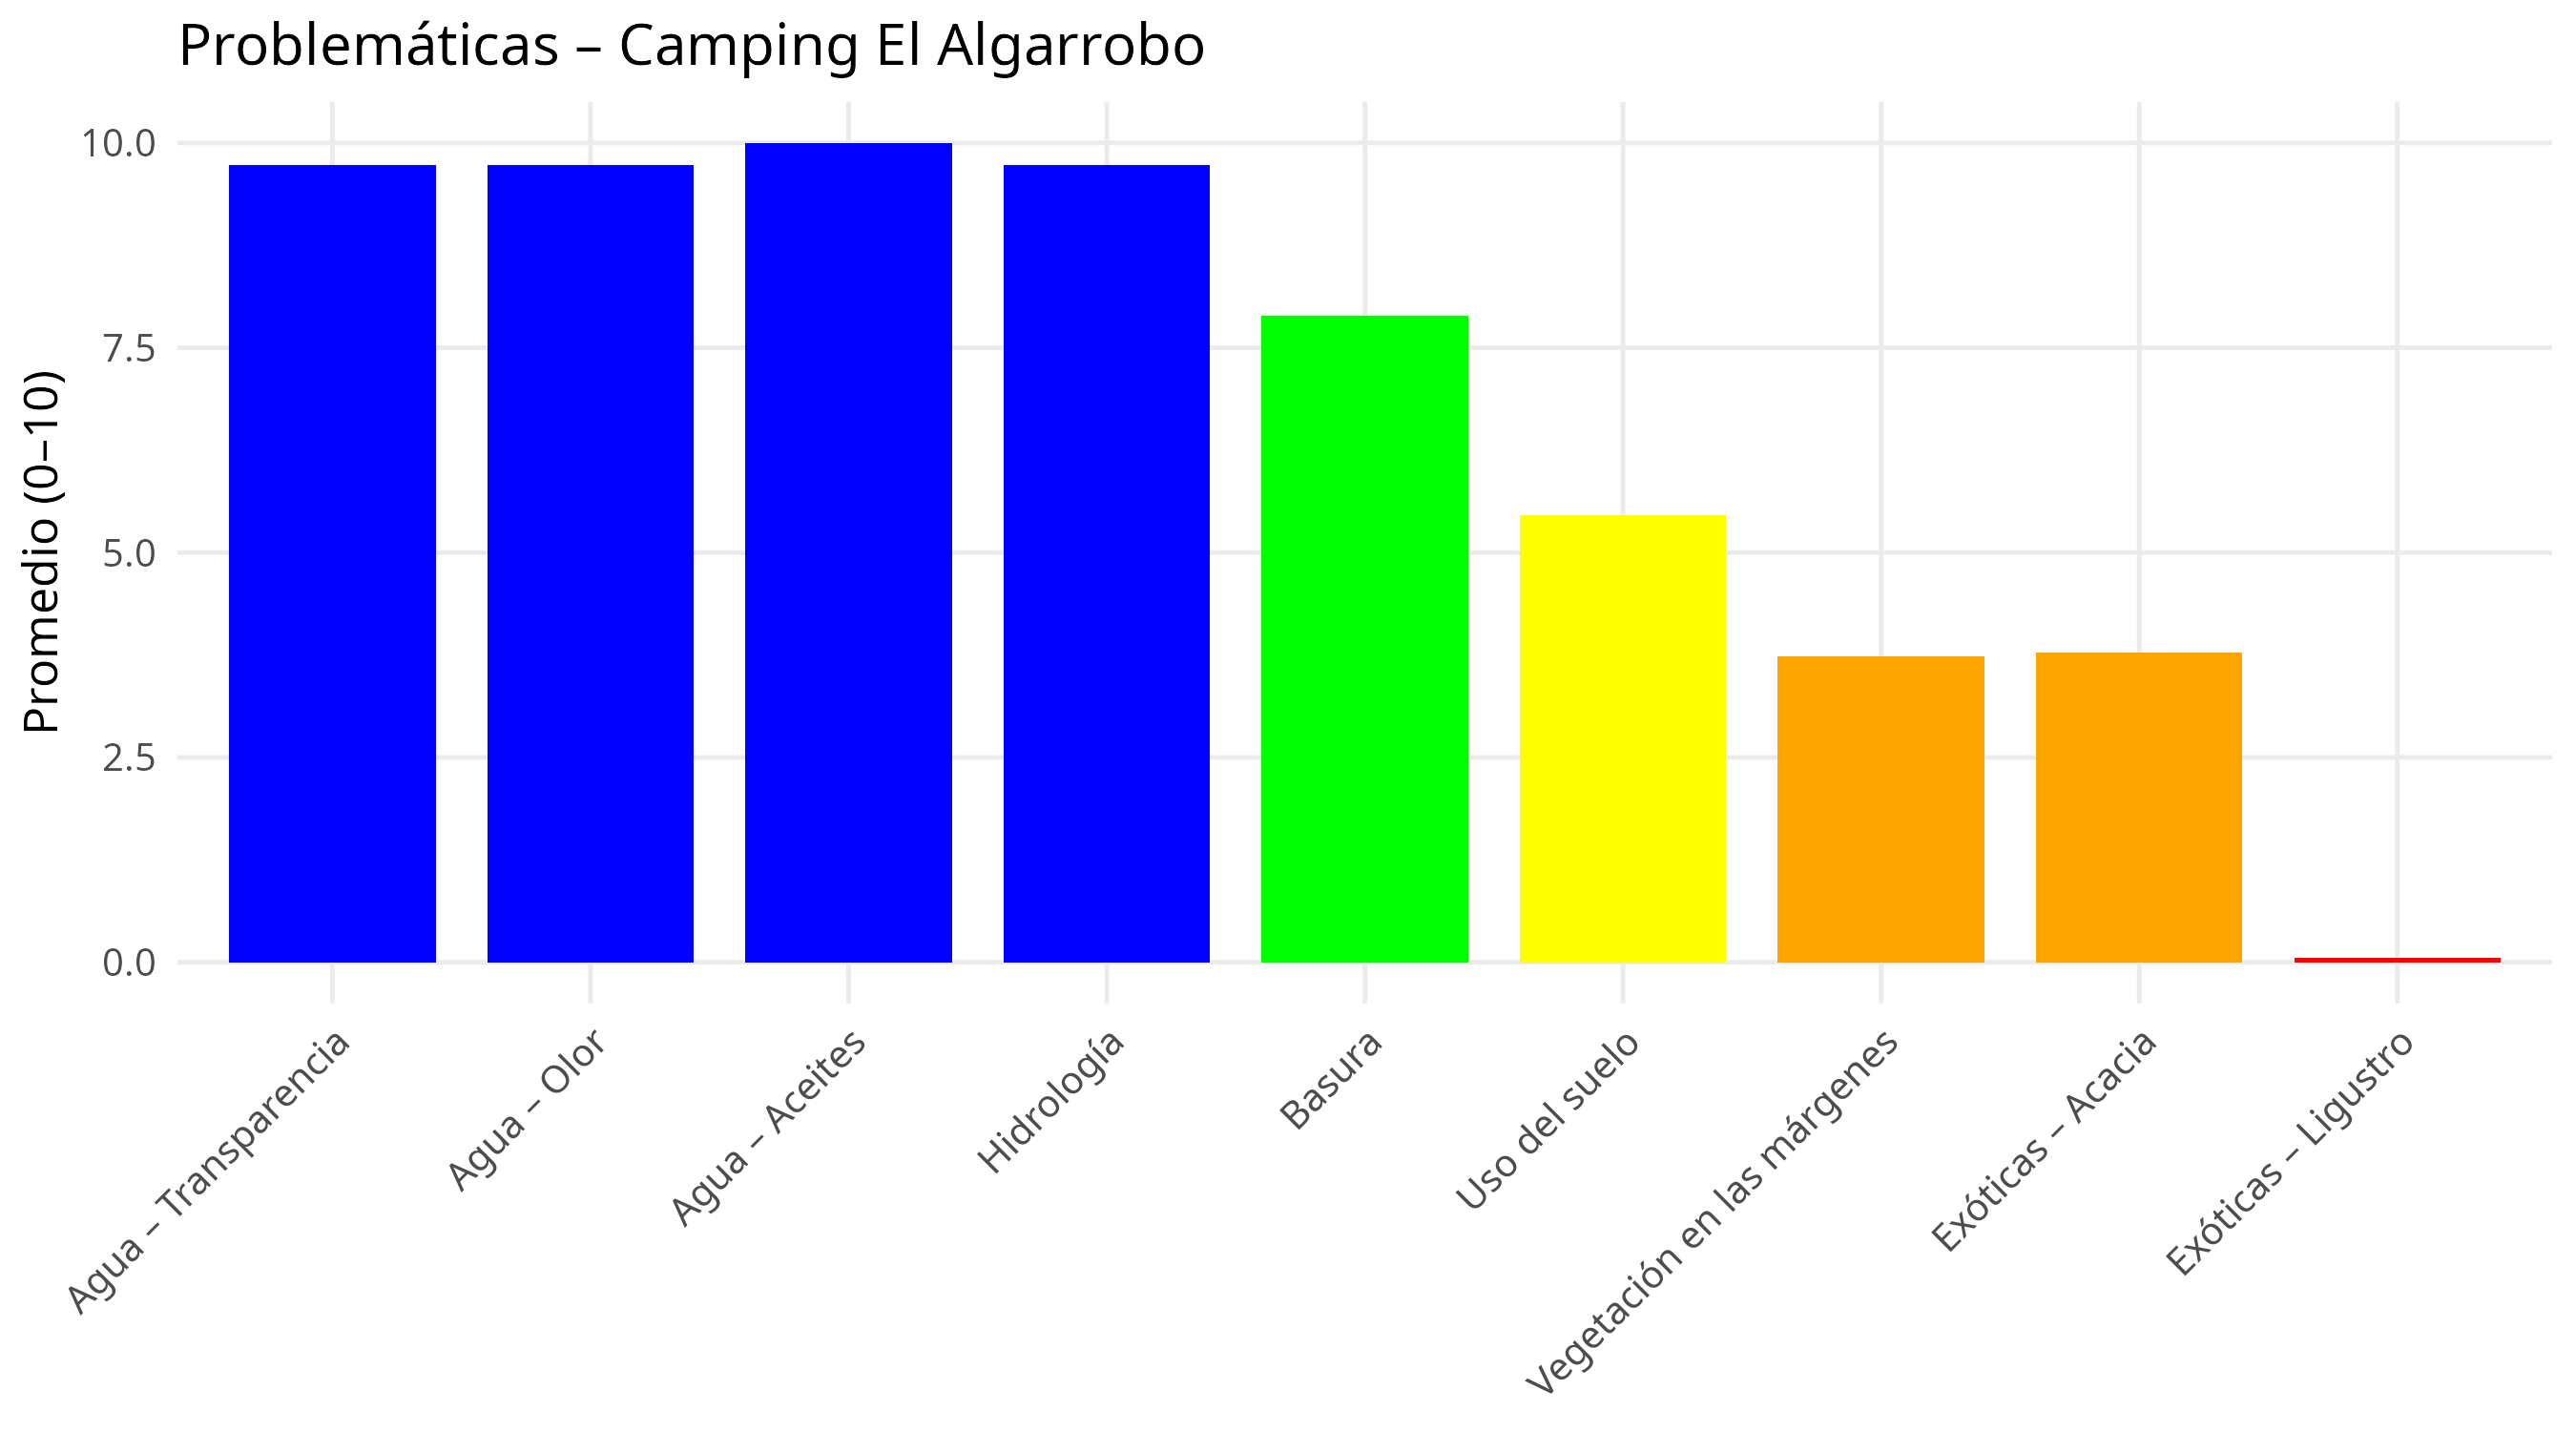 Problemáticas – Camping El Algarrobo
Promedio (0–10)
10.0
7.5
5.0
2.5
0.0
Agua – Transparencia
Agua – Olor
Agua – Aceites
Hidrología
Basura
Uso del suelo
Vegetación en las márgenes
Exóticas – Acacia
Exóticas – Ligustro